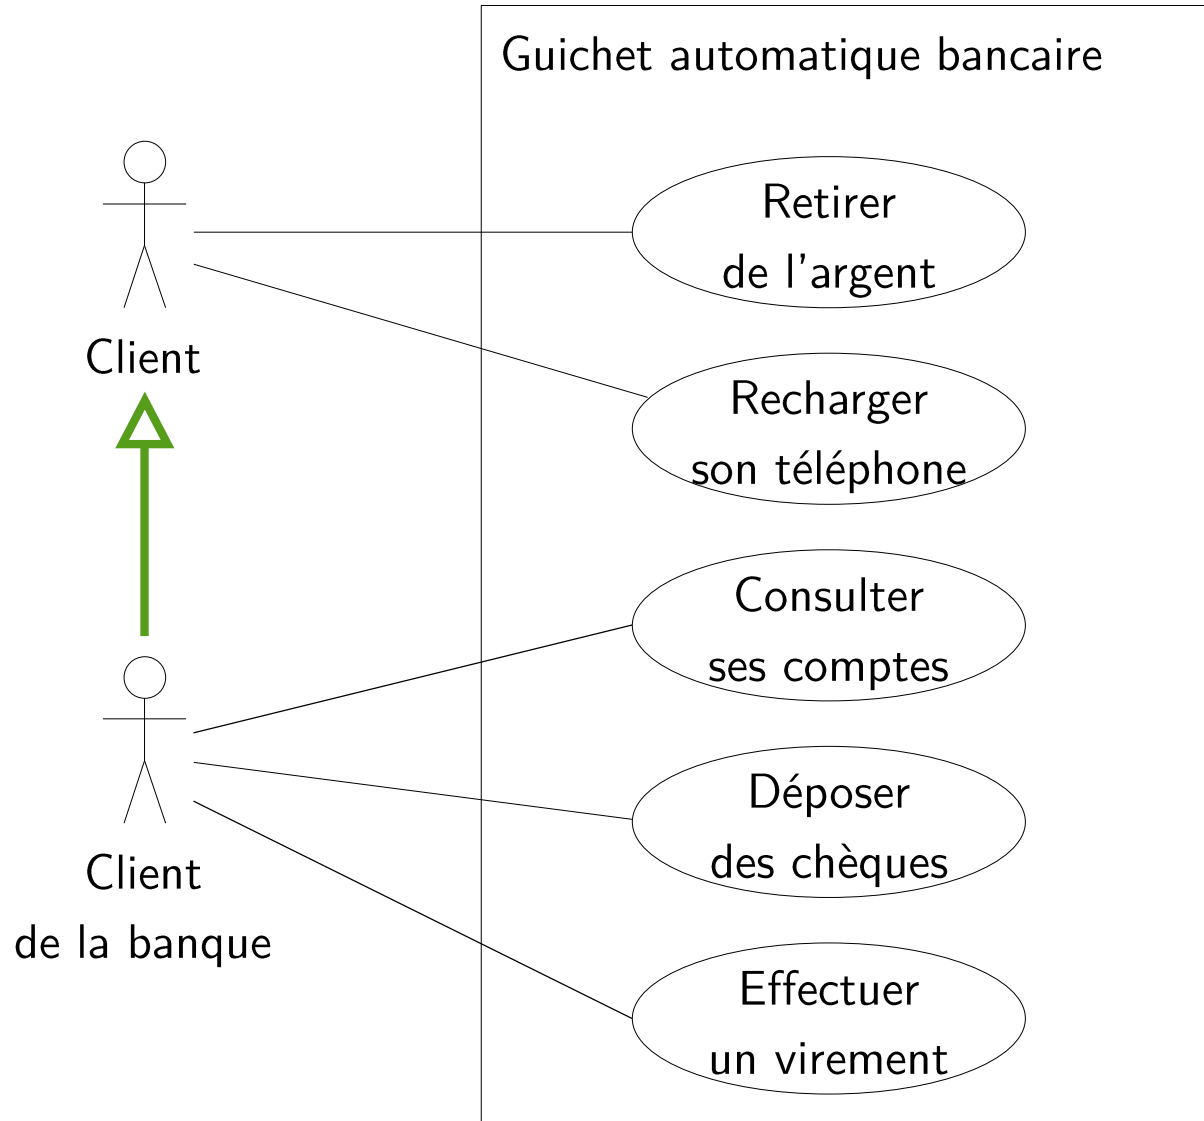 Guichet automatique bancaire
Retirer
de l'argent
Client
Recharger
son téléphone
Consulter
ses comptes
Déposer
des chèques
Client
de la banque
Effectuer
un virement